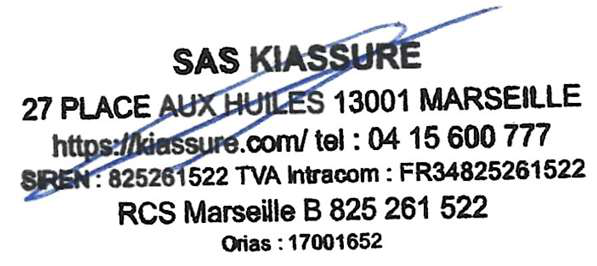 SAS KIASSURE
27 PLACE AUX HUILES 13001 MARSEILLE
https://kiassure.com/ tel : 04 15 600 777
SIREN : 825261522 TVA Intracom : FR34825261522
RCS Marseille B 825 261 522
Orias : 17001652